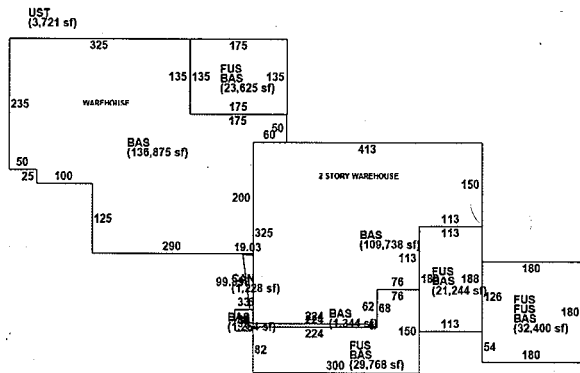 UST
(3,721 sf)
325
175
135
135
FUS
BAS
(23,625 sf)
135
235
WAREHOUSE
175
175
50
60
BAS
(136,875 sf)
413
50
25
100
2 STORY WAREHOUSE
150
200
125
325
BAS
(109,738 sf)
113
113
113
290
19.03
76
76
188
FUS
BAS
(21,244 sf)
180
126
FUS
FUS
BAS
(32,400 sf)
180
CAN
(1,228 sf)
62
68
BAS
(1,344 sf)
224
82
150
113
54
FUS
BAS
(29,768 sf)
300
180